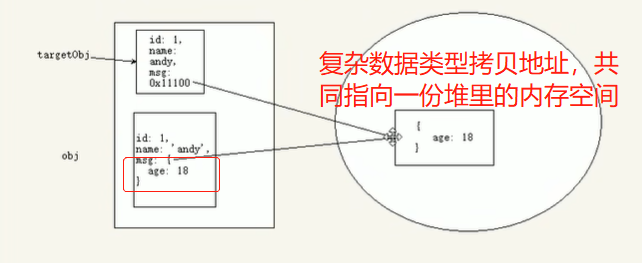 targetObj
id: 1,
name:
andy,
msg:
0x11100
复杂数据类型拷贝地址，共
同指向一份堆里的内存空间
{
age: 18
}
obj
id: 1,
name: 'andy',
msg: {
age: 18
}